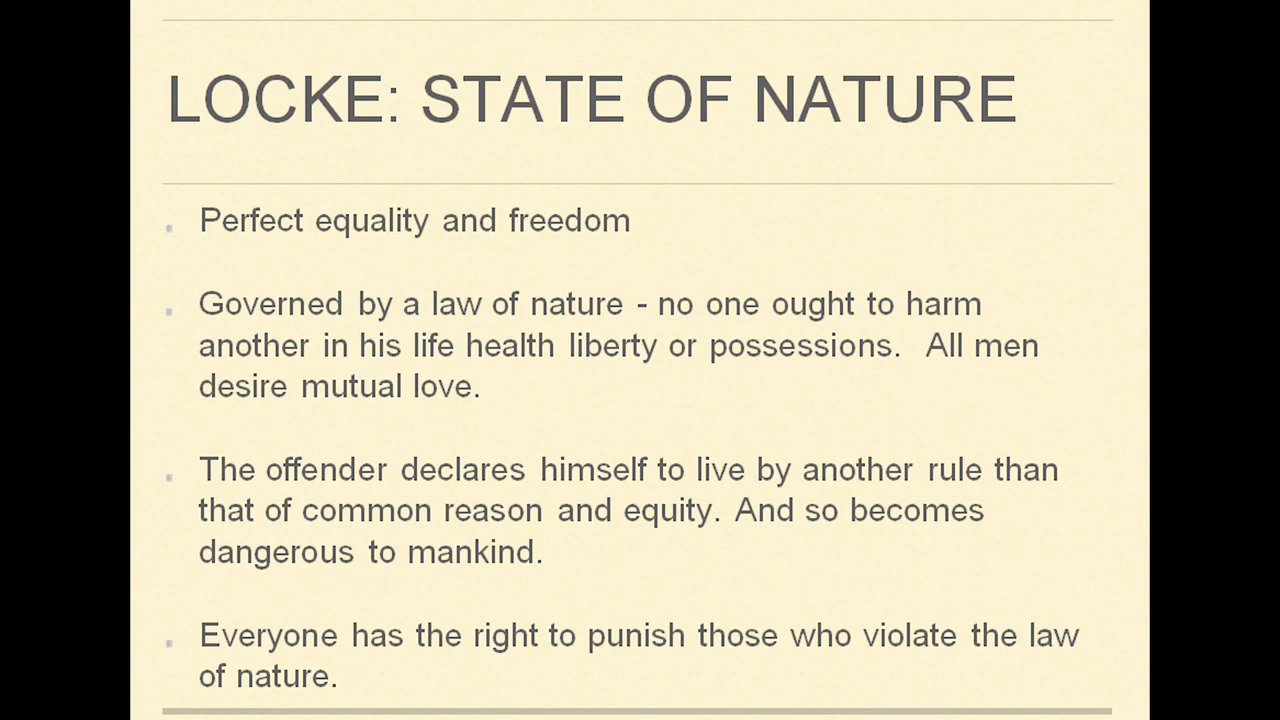 LOCKE: STATE OF NATURE
Perfect equality and freedom
Governed by a law of nature - no one ought to harm
another in his life health liberty or possessions. All men
desire mutual love.
The offender declares himself to live by another rule than
that of common reason and equity. And so becomes
dangerous to mankind.
Everyone has the right to punish those who violate the law
of nature.